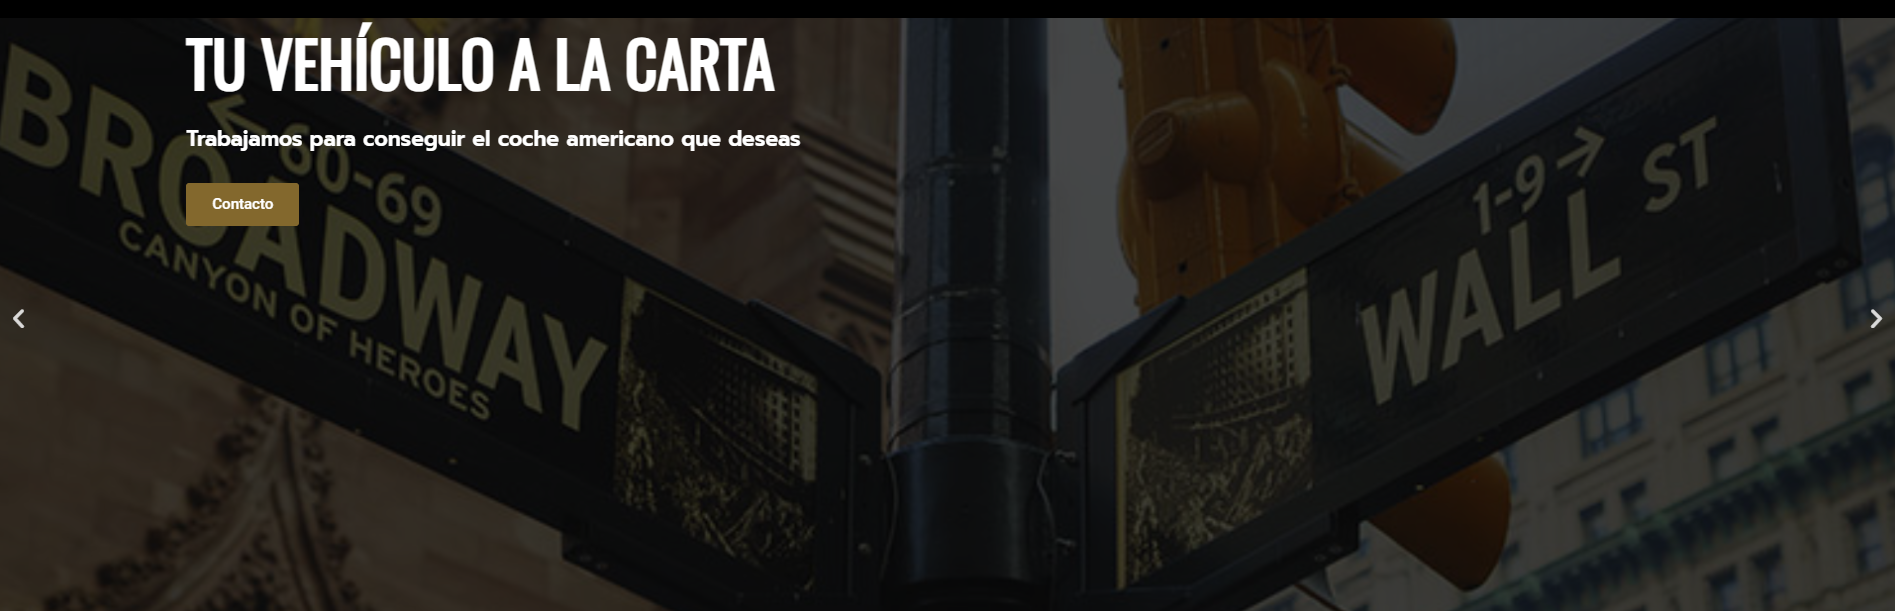 TU VEHÍCULO A LA CARTA
Trabajamos para conseguir el coche americano que deseas
Contacto
60-69
BROADWAY
CANYON OF HEROES
1-9
WALL ST